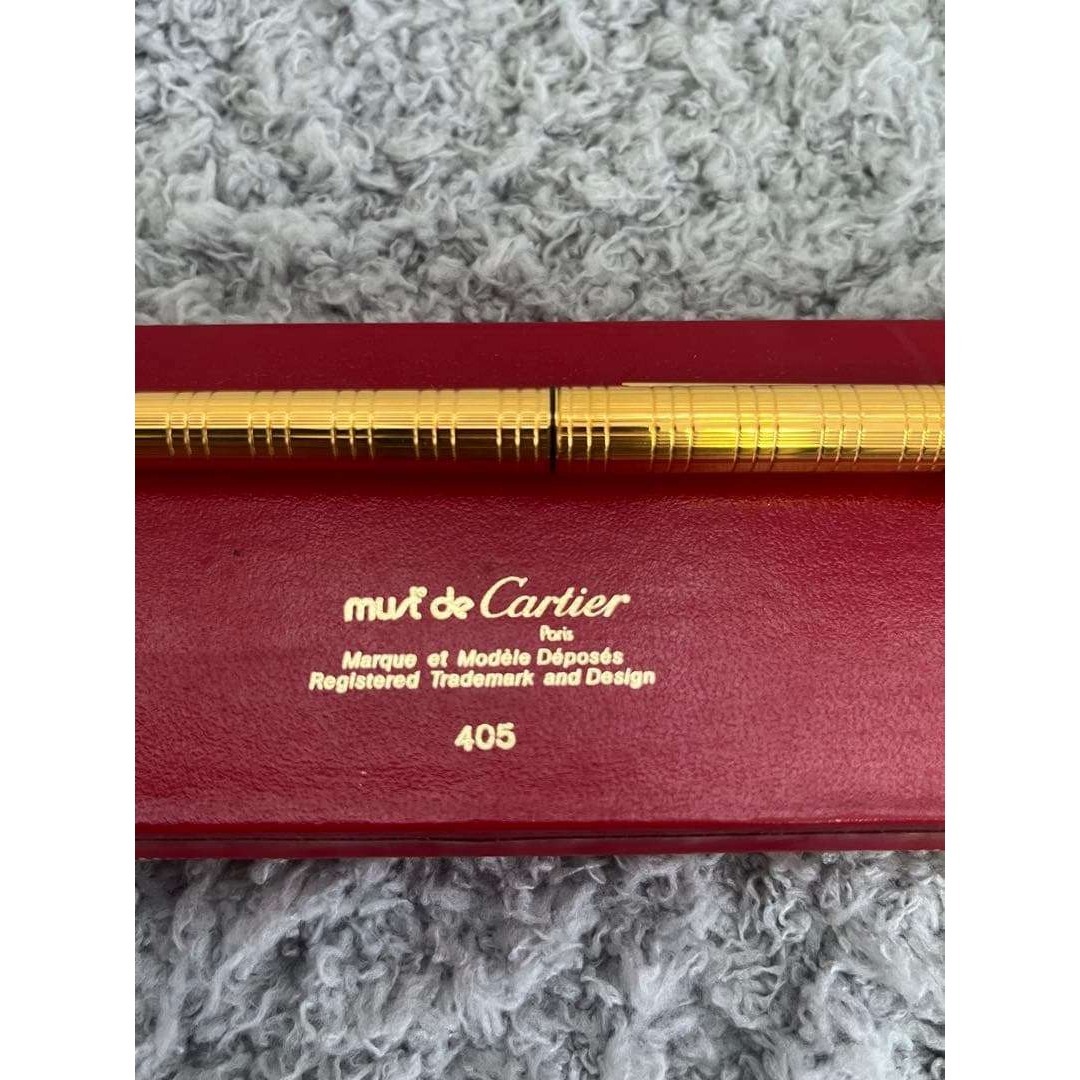 must de Cartier
Paris
Marque et Modèle Déposés
Registered Trademark and Design
405